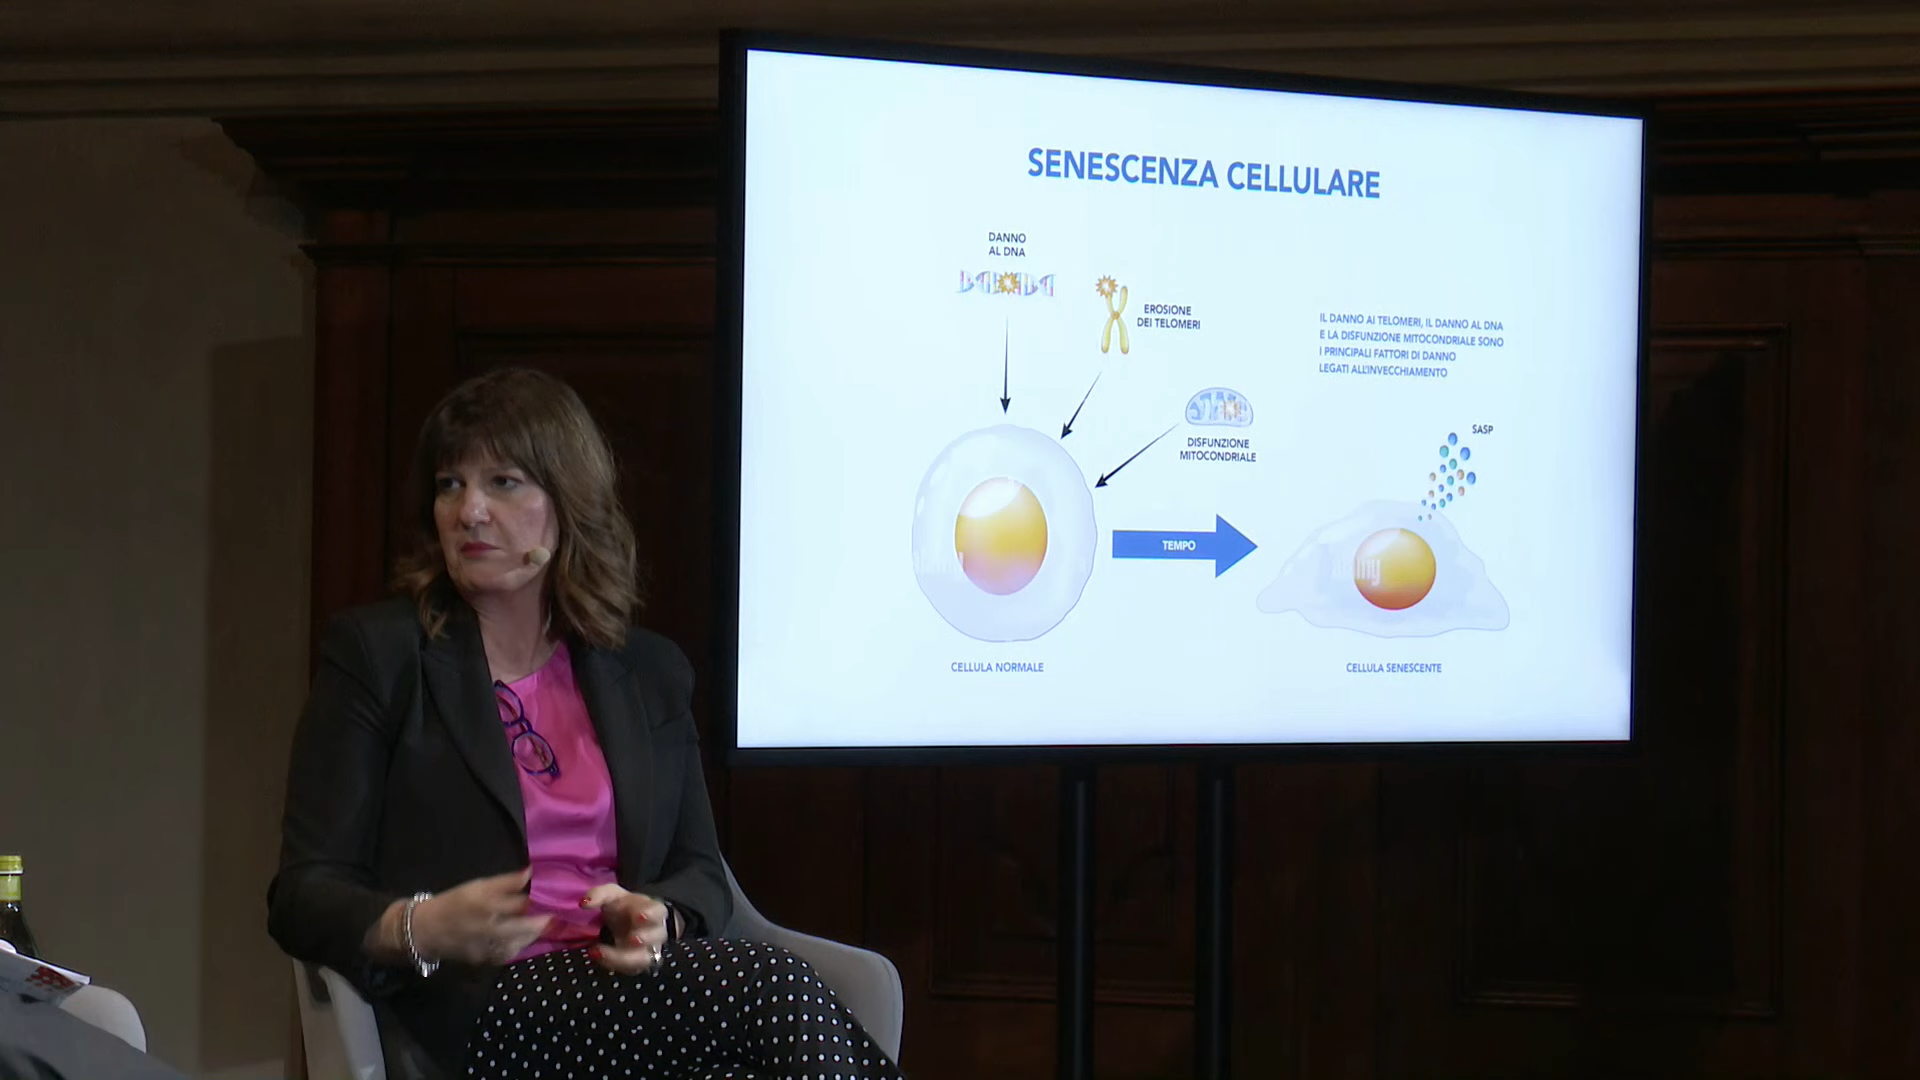 SENESCENZA CELLULARE
DANNO
AL DNA
EROSIONE
DEI TELOMERI
IL DANNO AI TELOMERI, IL DANNO AL DNA
E LA DISFUNZIONE MITOCONDRIALE SONO
I PRINCIPALI FATTORI DI DANNO
LEGATI ALL'INVECCHIAMENTO
DISFUNZIONE
MITOCONDRIALE
SASP
TEMPO
CELLULA NORMALE
CELLULA SENESCENTE